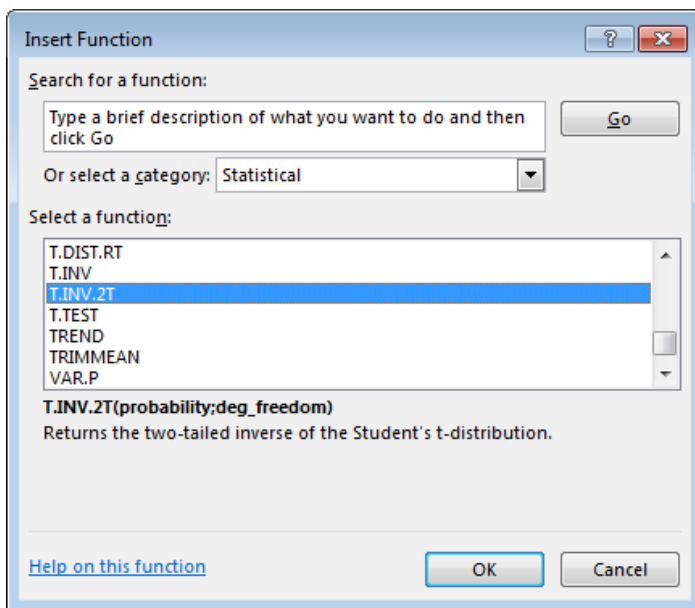 Insert Function
?
Search for a function:
Type a brief description of what you want to do and then
click Go
Go
Or select a category: Statistical
Select a function:
T.DIST.RT
T.INV
T.INV.2T
T.TEST
TREND
TRIMMEAN
VAR.P
T.INV.2T(probability;deg_freedom)
Returns the two-tailed inverse of the Student's t-distribution.
Help on this function
OK
Cancel